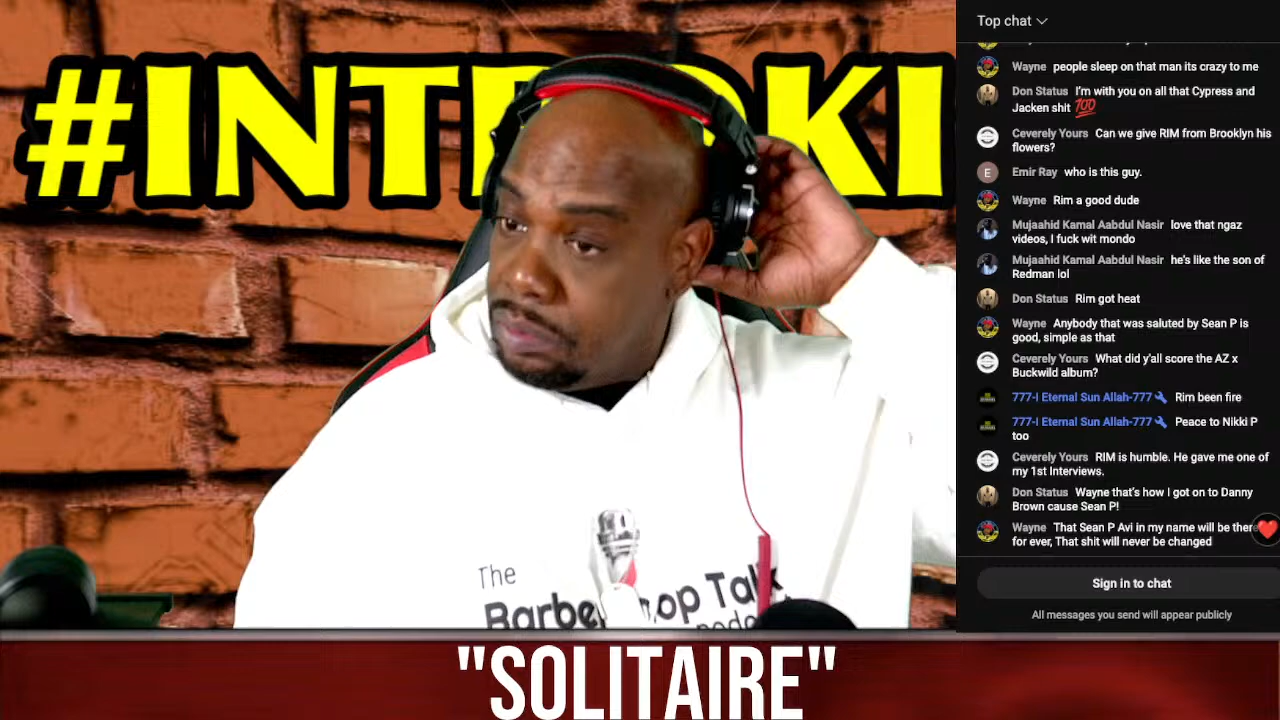 #INTROKI
The
Barbershop Talk
podc
"SOLITAIRE"
Top chat
Wayne people sleep on that man its crazy to me
Don Status I'm with you on all that Cypress and
Jacken shit 💯
Ceverely Yours Can we give RIM from Brooklyn his
flowers?
E
Emir Ray who is this guy.
Wayne Rim a good dude
Mujaahid Kamal Aabdul Nasir love that ngaz
videos, I fuck wit mondo
Mujaahid Kamal Aabdul Nasir he's like the son of
Redman lol
Don Status Rim got heat
Wayne Anybody that was saluted by Sean P is
good, simple as that
Ceverely Yours What did y'all score the AZ x
Buckwild album?
777-I Eternal Sun Allah-777 Rim been fire
777-I Eternal Sun Allah-777 Peace to Nikki P
too
Ceverely Yours RIM is humble. He gave me one of
my 1st Interviews.
Don Status Wayne that's how I got on to Danny
Brown cause Sean P!
Wayne That Sean P Avi in my name will be there
for ever, That shit will never be changed
Sign in to chat
All messages you send will appear publicly